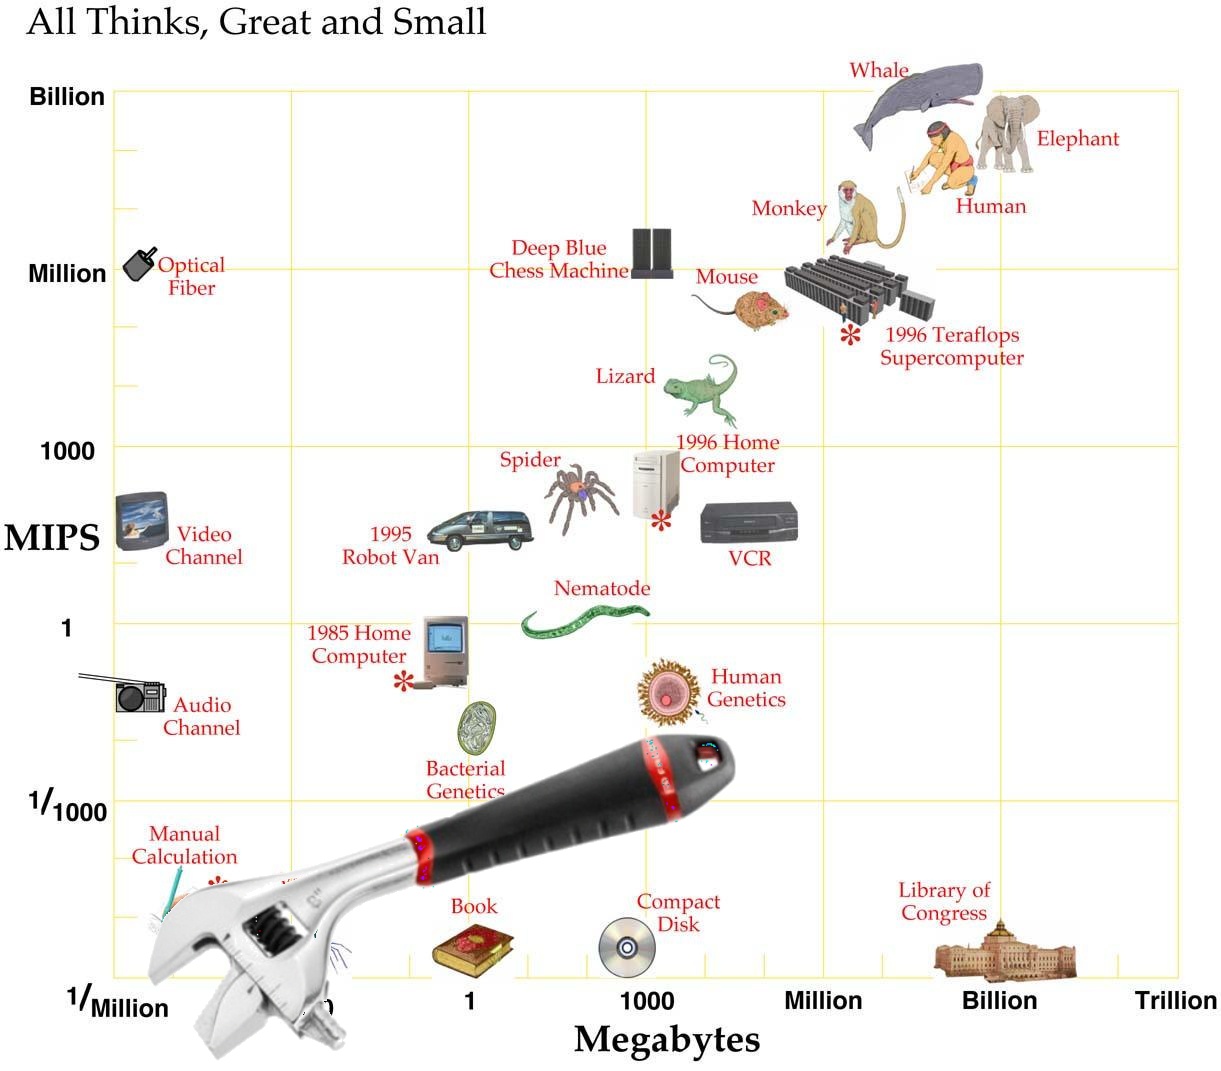 All Thinks, Great and Small
Whale
Billion
Elephant
Monkey
Human
Deep Blue
Chess Machine
Million
Optical
Fiber
Mouse
1996 Teraflops
Supercomputer
Lizard
1000
1996 Home
Computer
Spider
MIPS
Video
Channel
1995
Robot Van
VCR
Nematode
1
1985 Home
Computer
Human
Genetics
Audio
Channel
Bacterial
Genetics
1/1000
Manual
Calculation
Book
Compact
Disk
Library of
Congress
1/Million
1
1000
Million
Billion
Trillion
Megabytes